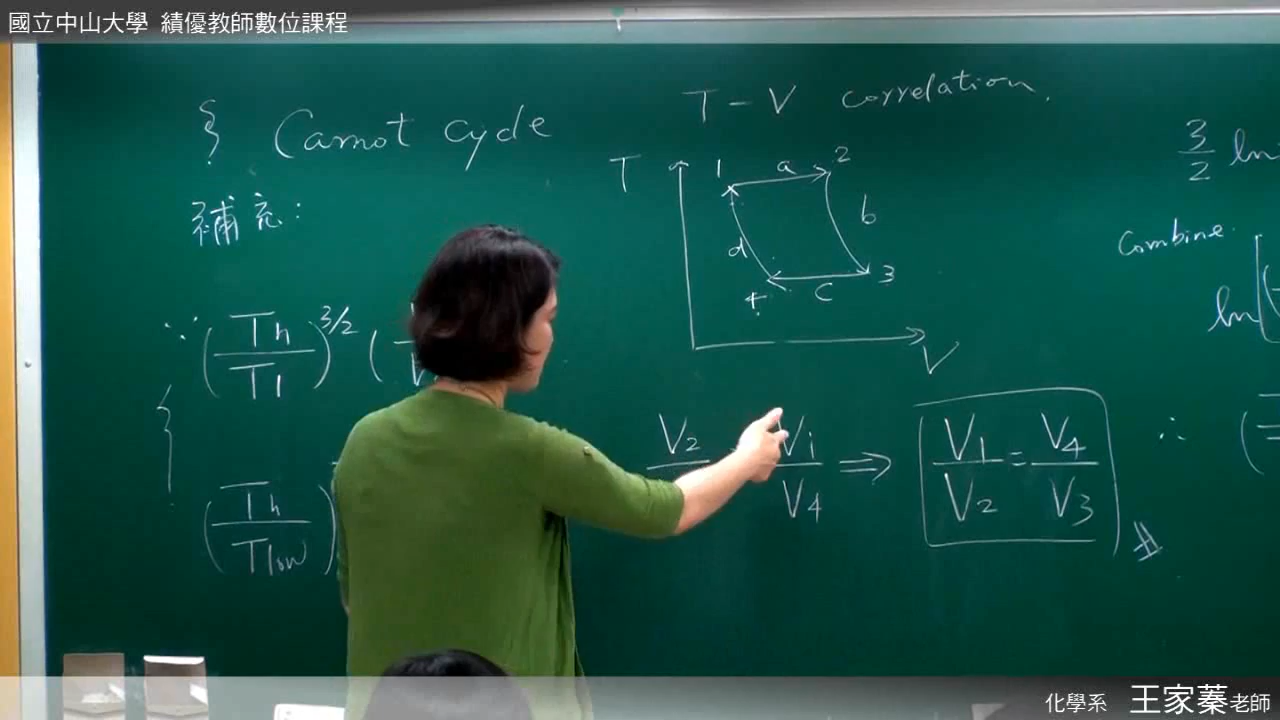 國立中山大學 績優教師數位課程
} Carnot cycle
T - V correlation.
補充:
T
1 a 2
b
d
4 c 3
V
3/2 ln
Combine.
ln
∵ (Th/Tl)^3/2 (
V2/ = V1/V4 ⇒ V1/V2 = V4/V3 #
∴ (
(Th/Tlow)
化學系 王家蓁老師